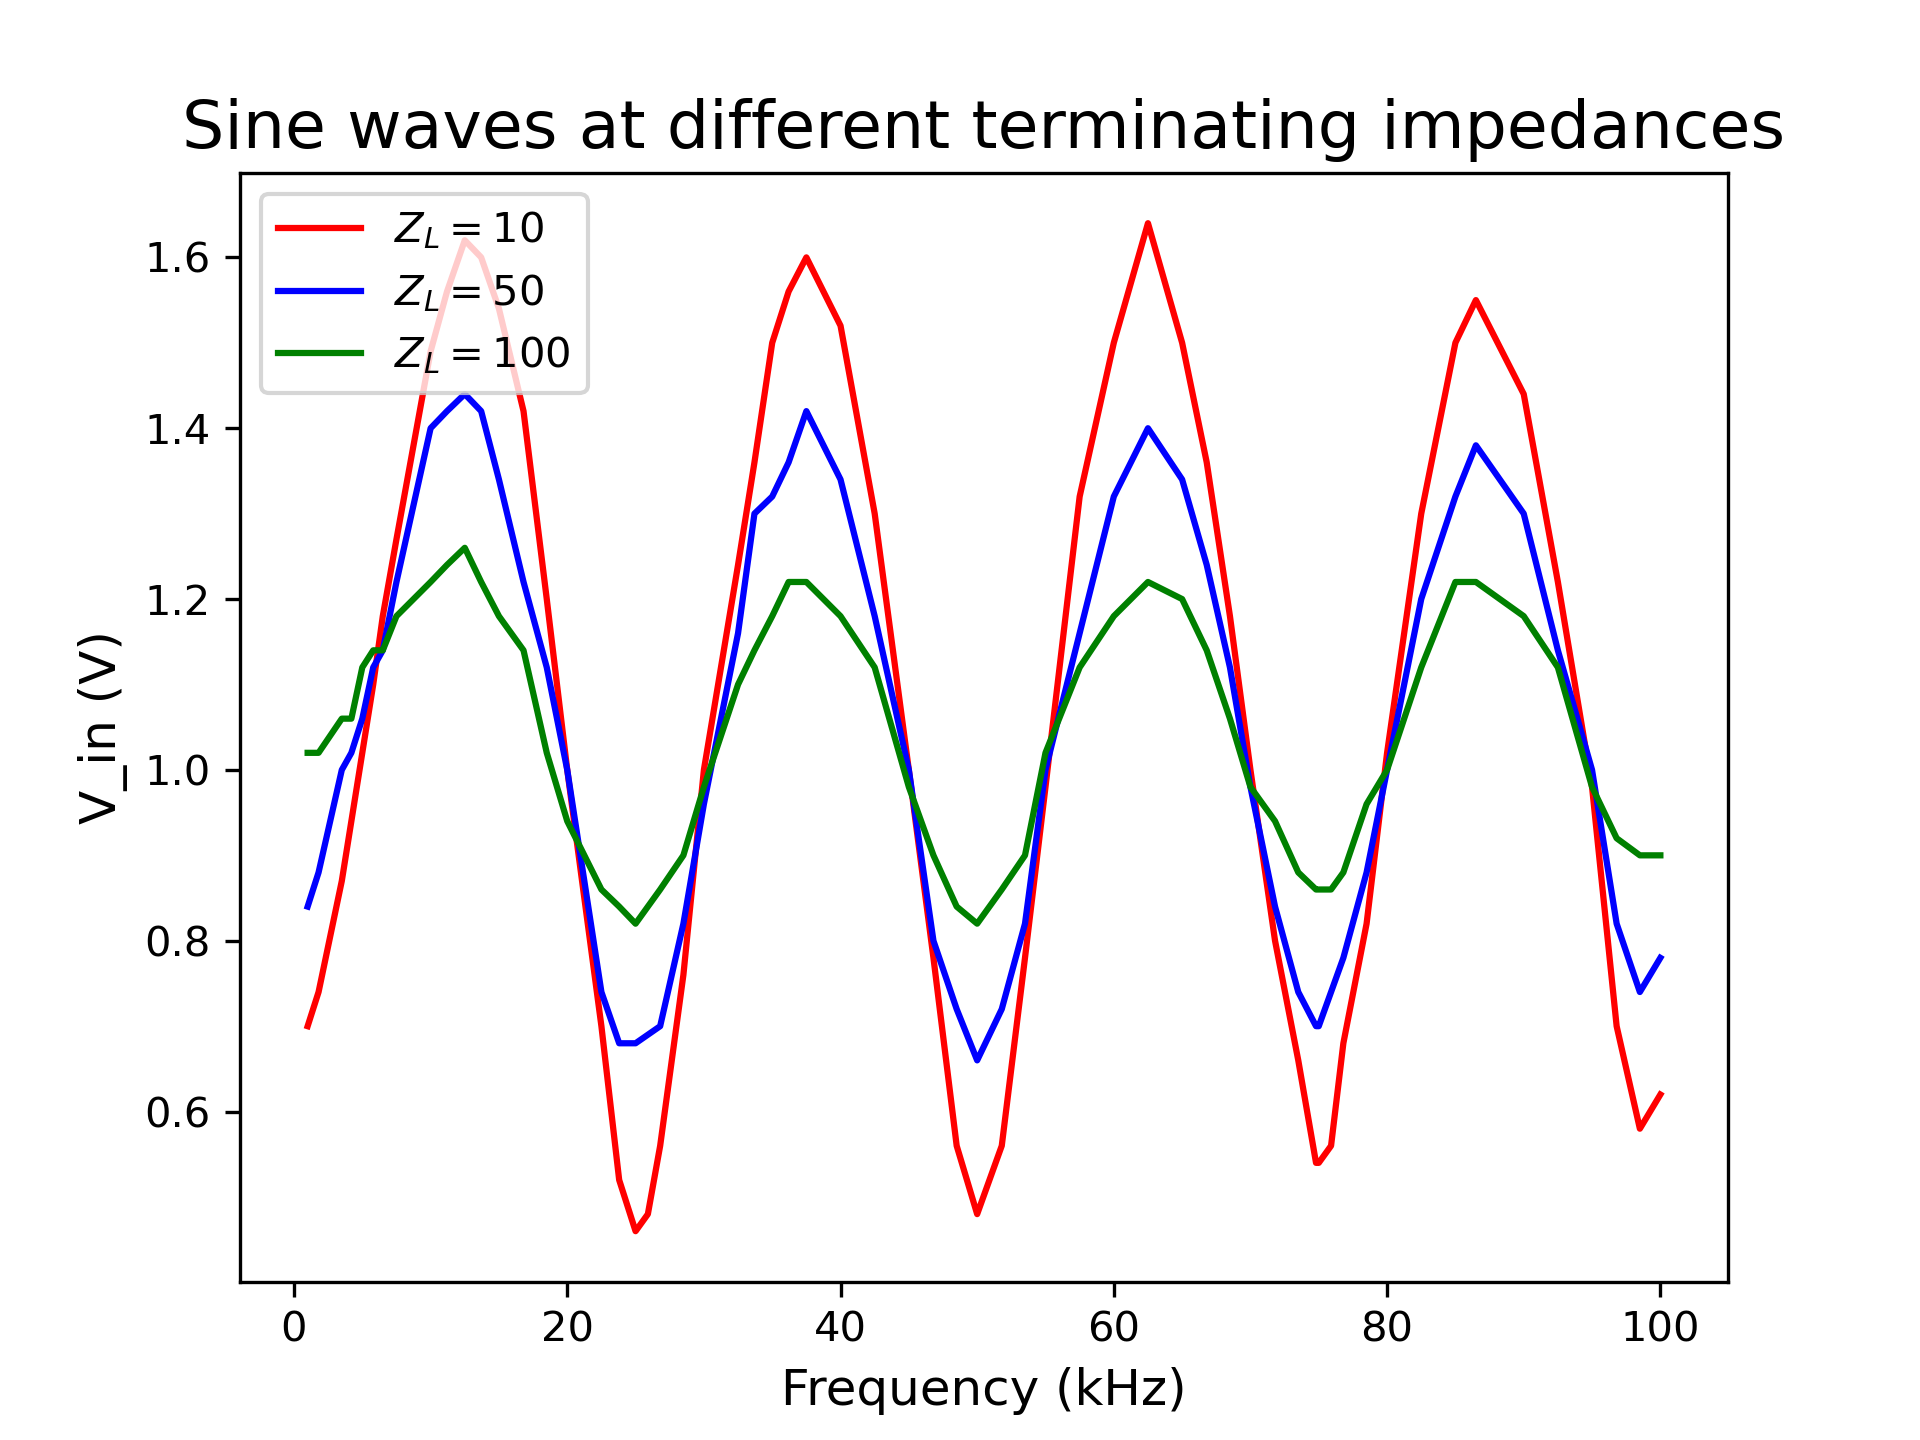 Sine waves at different terminating impedances
Z_L = 10
Z_L = 50
Z_L = 100
1.6
1.4
1.2
1.0
0.8
0.6
V_in (V)
0 20 40 60 80 100
Frequency (kHz)